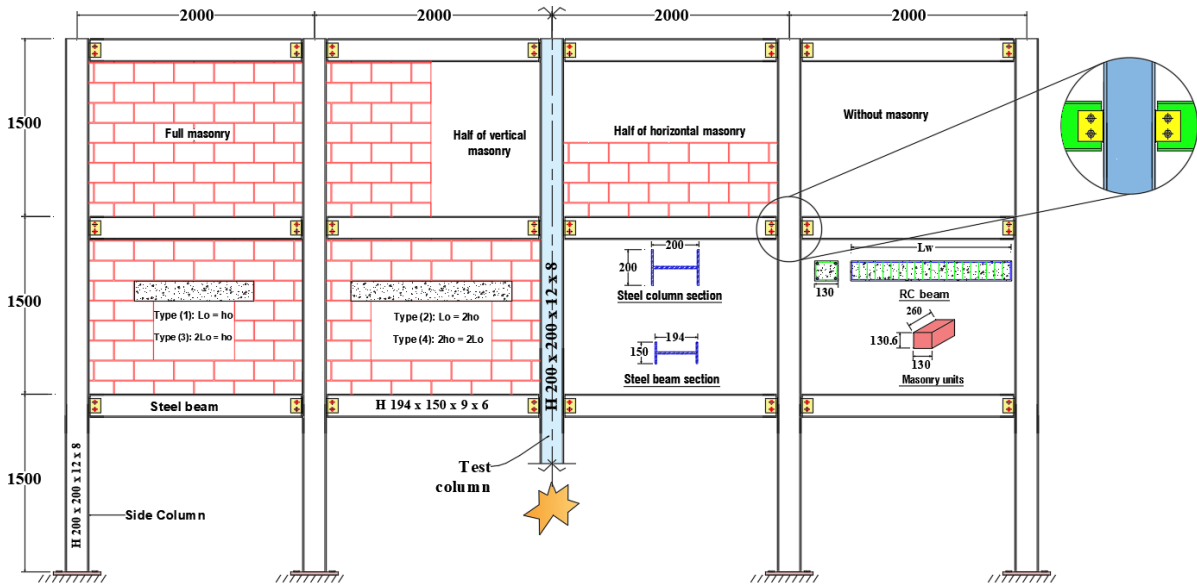 2000
2000
2000
2000
1500
1500
1500
Full masonry
Half of vertical
masonry
Half of horizontal masonry
Without masonry
Type (1): Lo = ho
Type (3): 2Lo = ho
Type (2): Lo = 2ho
Type (4): 2ho = 2Lo
H 200 x 200 x 12 x 8
200
200
Steel column section
194
150
Steel beam section
Lw
130
RC beam
260
130.6
130
Masonry units
Steel beam
H 194 x 150 x 9 x 6
H 200 x 200 x 12 x 8
Test
column
Side Column